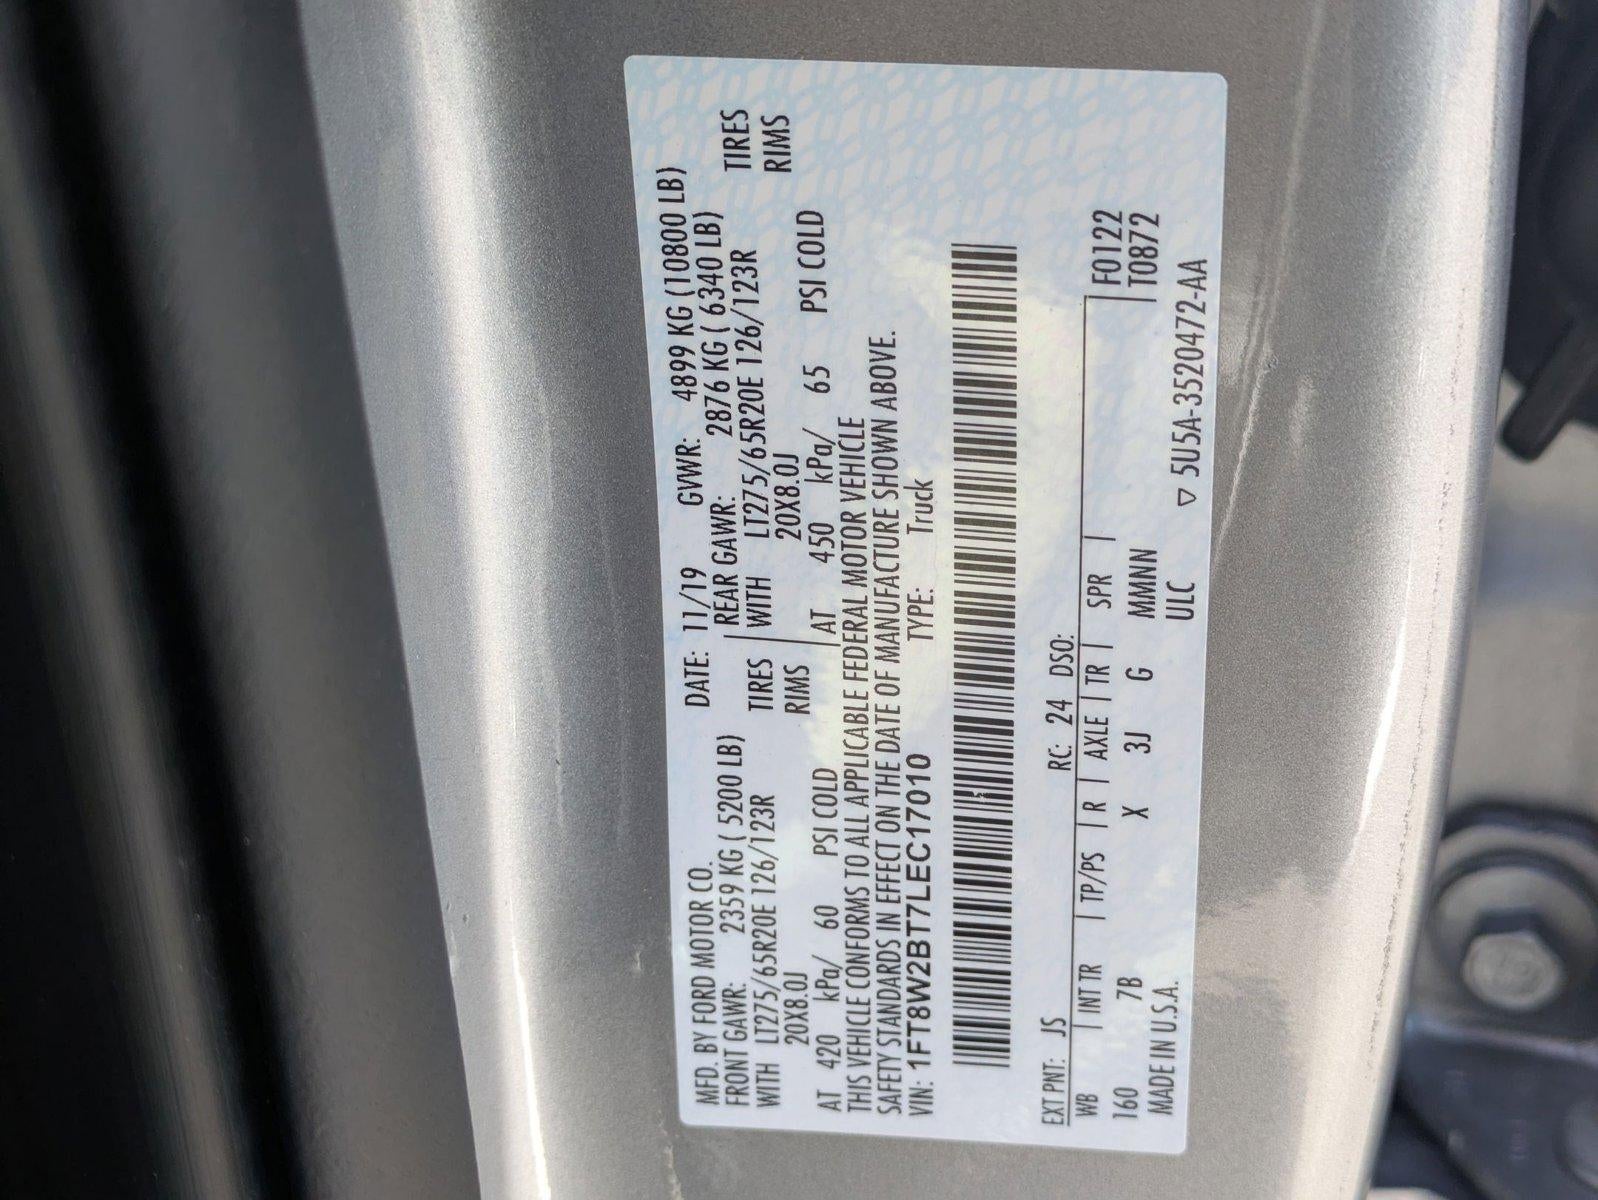 MFD. BY FORD MOTOR CO. DATE: 11/19 GVWR: 4899 KG (10800 LB)
FRONT GAWR: 2359 KG ( 5200 LB) REAR GAWR: 2876 KG ( 6340 LB)
WITH LT275/65R20E 126/123R TIRES WITH LT275/65R20E 126/123R TIRES
20X8.0J RIMS 20X8.0J RIMS
AT 420 kPa/ 60 PSI COLD AT 450 kPa/ 65 PSI COLD
THIS VEHICLE CONFORMS TO ALL APPLICABLE FEDERAL MOTOR VEHICLE
SAFETY STANDARDS IN EFFECT ON THE DATE OF MANUFACTURE SHOWN ABOVE.
VIN: 1FT8W2BT7LEC17010 TYPE: Truck
EXT PNT: JS RC: 24 DSO:
WB | INT TR | TP/PS | R | AXLE | TR | SPR | F0122
160 7B X 3J G MMNN T0872
MADE IN U.S.A. ULC ▽ 5U5A-3520472-AA